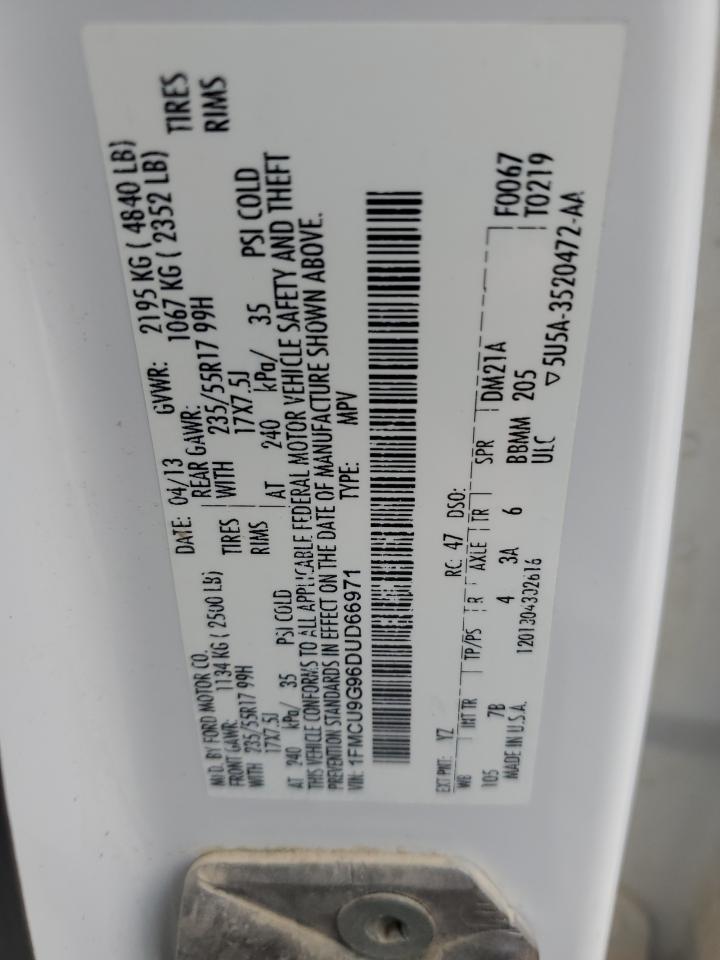 MFD. BY FORD MOTOR CO. DATE: 04/13 GVWR: 2195 KG ( 4840 LB)
FRONT GAWR: 1134 KG ( 2500 LB) REAR GAWR: 1067 KG ( 2352 LB)
WITH 235/55R17 99H TIRES WITH 235/55R17 99H TIRES
17X7.5J RIMS 17X7.5J RIMS
AT 240 kPa/ 35 PSI COLD AT 240 kPa/ 35 PSI COLD
THIS VEHICLE CONFORMS TO ALL APPLICABLE FEDERAL MOTOR VEHICLE SAFETY AND THEFT
PREVENTION STANDARDS IN EFFECT ON THE DATE OF MANUFACTURE SHOWN ABOVE.
VIN: 1FMCU9G96DUD66971 TYPE: MPV
F0067
T0219
EXT PNT: YZ RC: 47 DSO:
WB INT TR TP/PS R AXLE TR SPR DM21A
105 7B 4 3A 6 BBMM 205
MADE IN U.S.A. 1201304302616 ULC
▽ 5U5A-3520472-AA